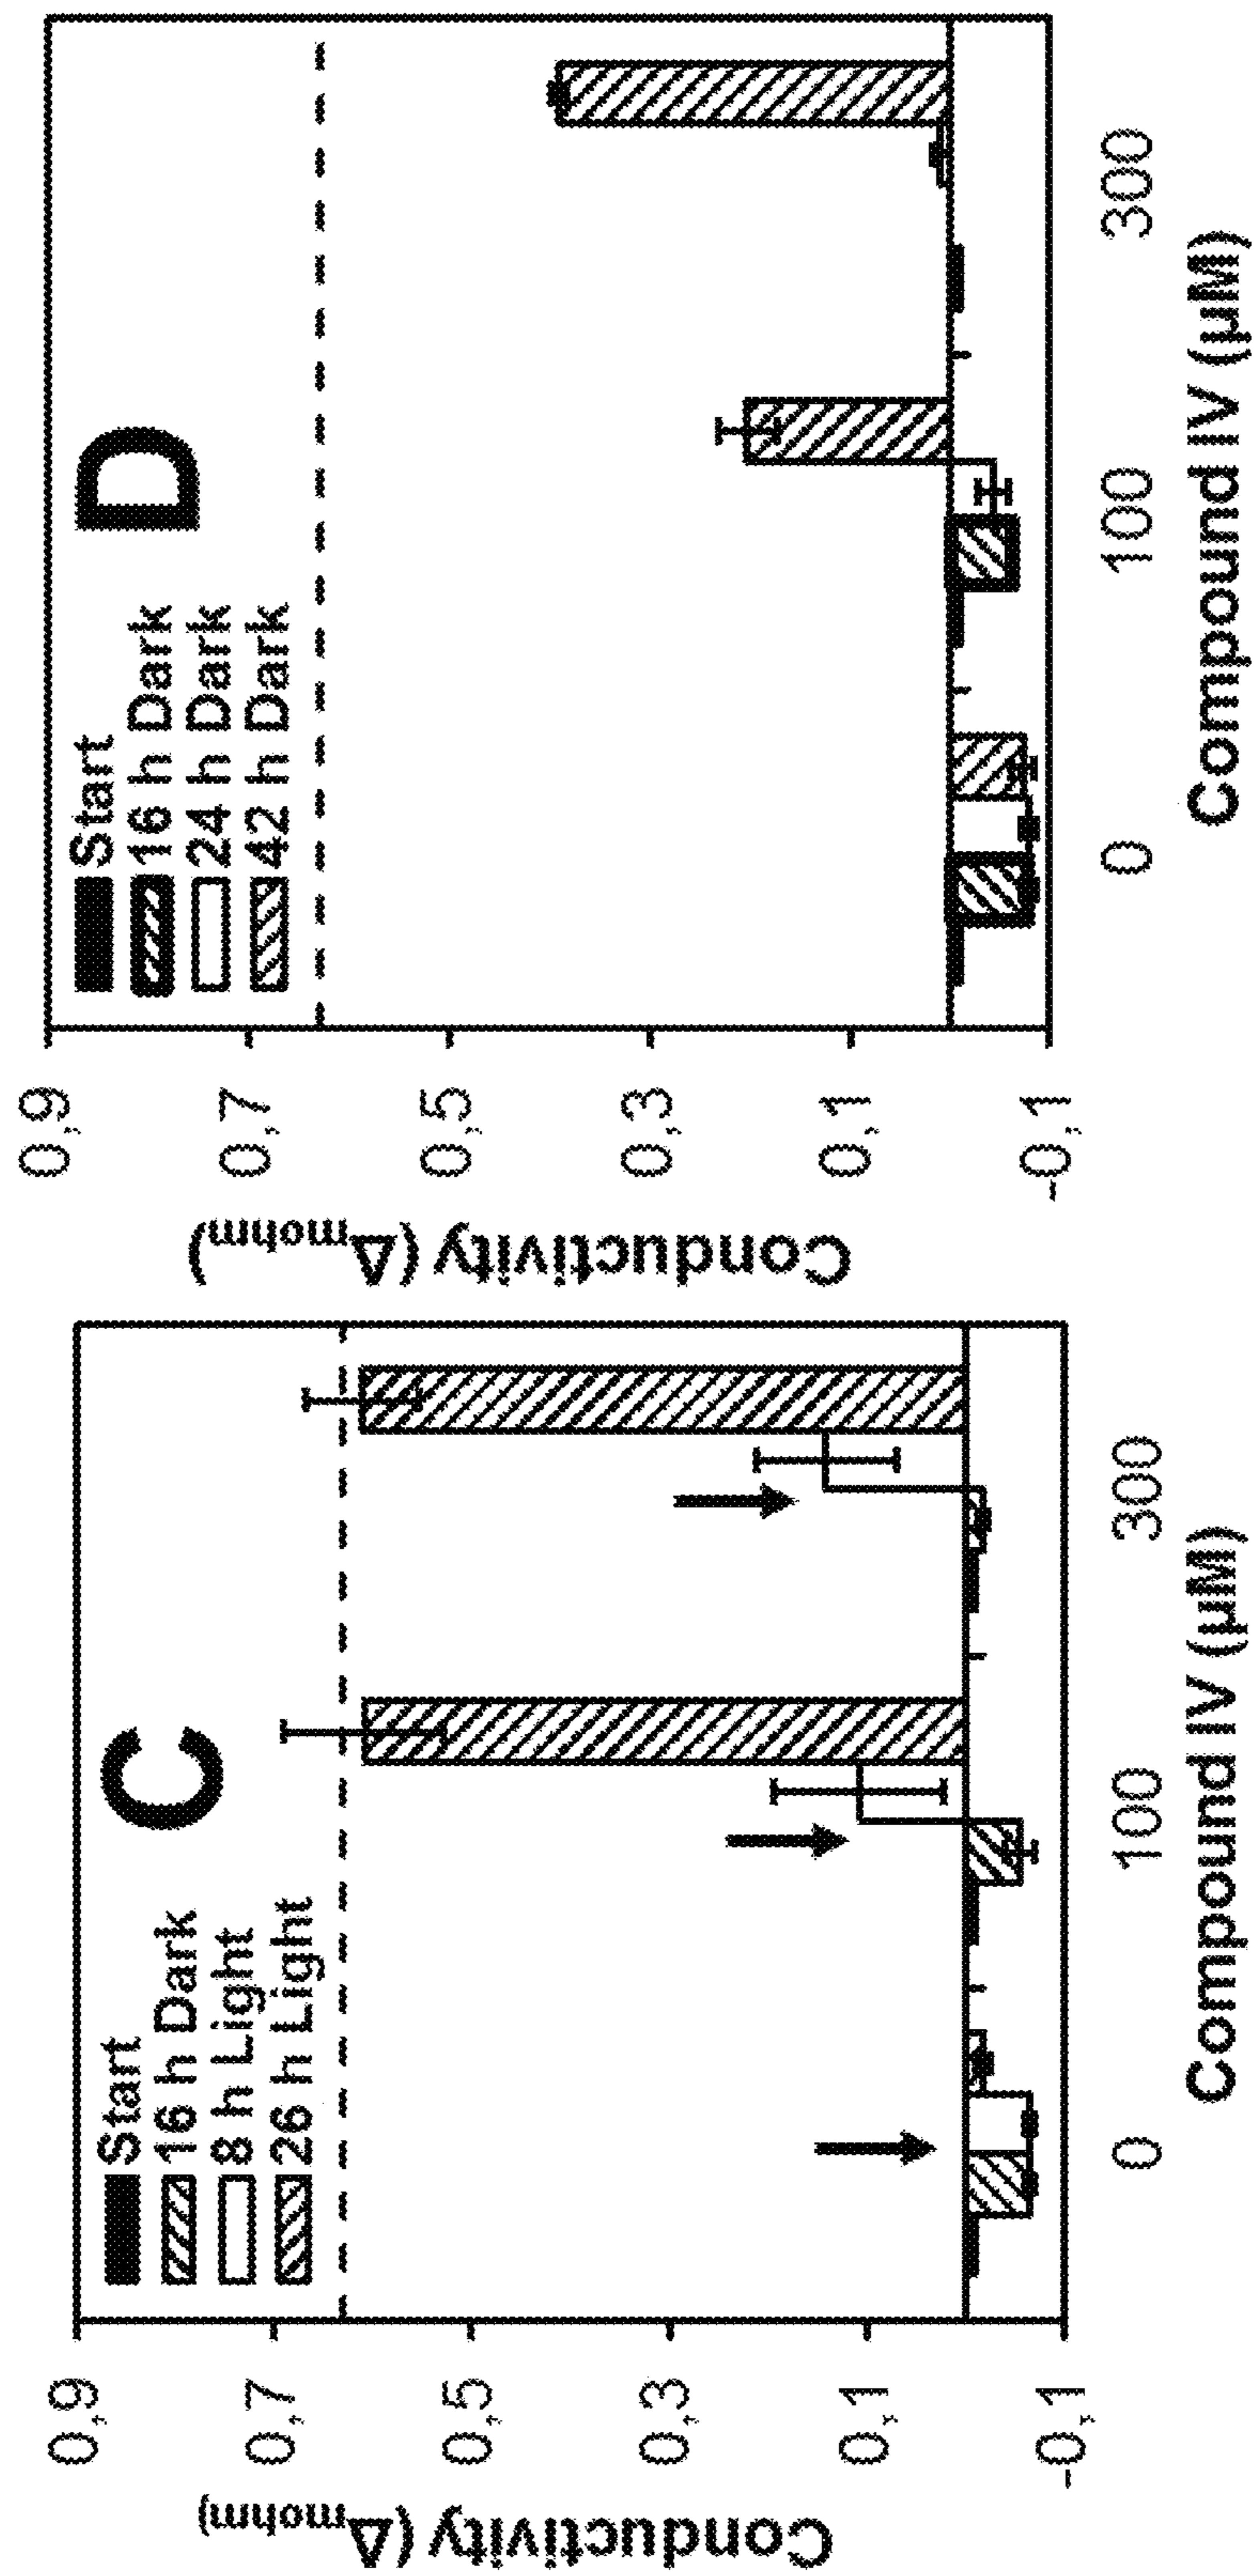 C
Start
16 h Dark
8 h Light
26 h Light
0,9
0,7
0,5
0,3
0,1
-0,1
Conductivity (Δmohm)
0
100
300
Compound IV (µM)
D
Start
16 h Dark
24 h Dark
42 h Dark
0,9
0,7
0,5
0,3
0,1
-0,1
Conductivity (Δmohm)
0
100
300
Compound IV (µM)